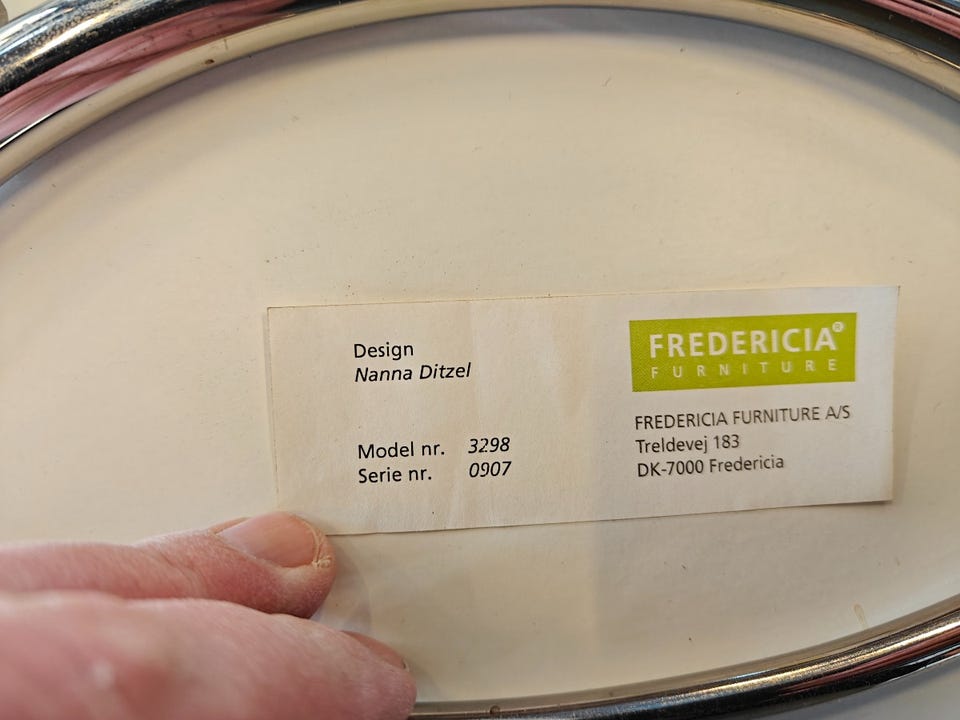 Design
Nanna Ditzel
Model nr. 3298
Serie nr. 0907
FREDERICIA®
FURNITURE
FREDERICIA FURNITURE A/S
Treldevej 183
DK-7000 Fredericia